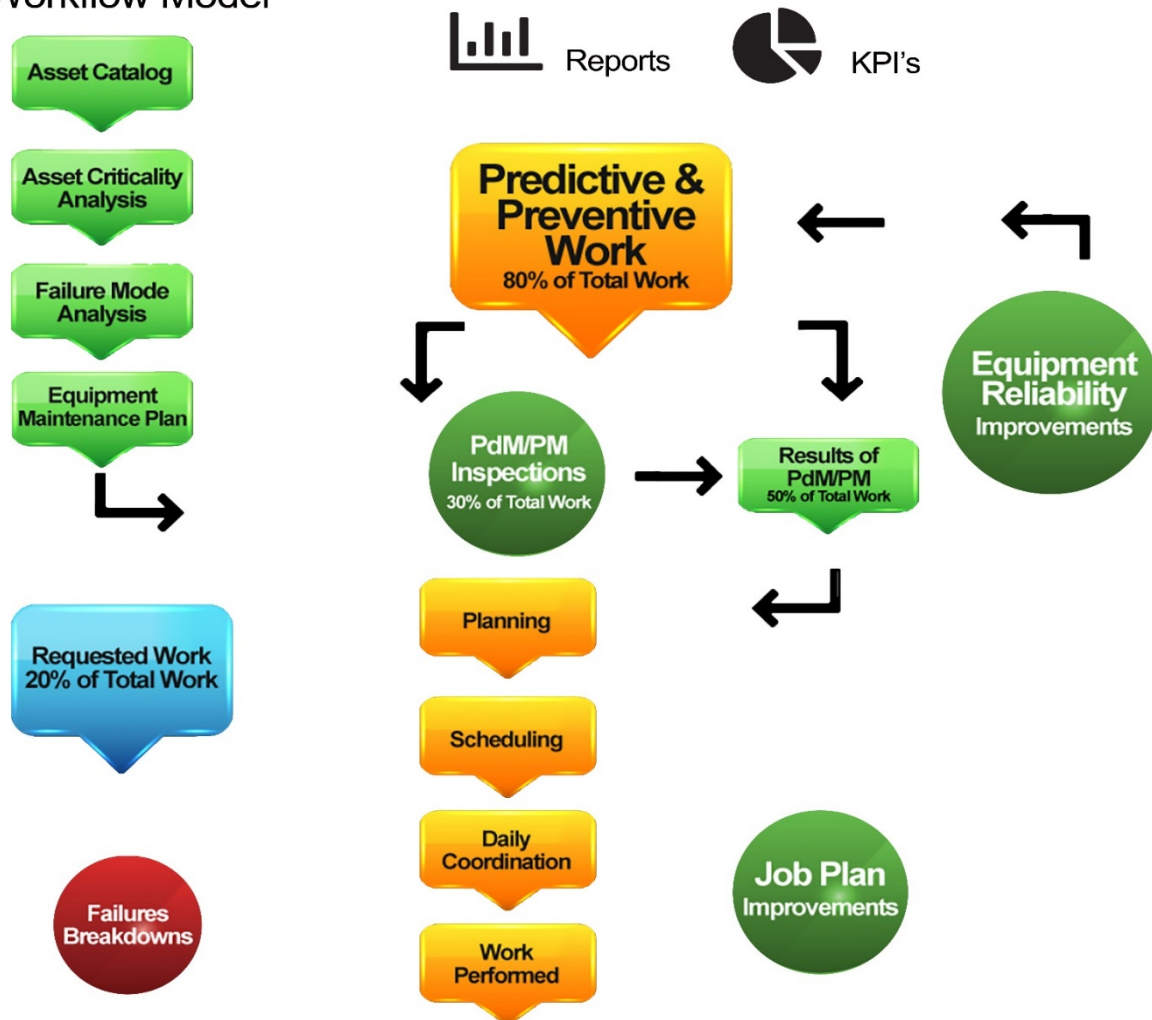 Workflow Model
Reports
KPI's
Asset Catalog
Asset Criticality
Analysis
Failure Mode
Analysis
Equipment
Maintenance Plan
Predictive &
Preventive
Work
80% of Total Work
Equipment
Reliability
Improvements
PdM/PM
Inspections
30% of Total Work
Results of
PdM/PM
50% of Total Work
Requested Work
20% of Total Work
Planning
Scheduling
Daily
Coordination
Work
Performed
Job Plan
Improvements
Failures
Breakdowns